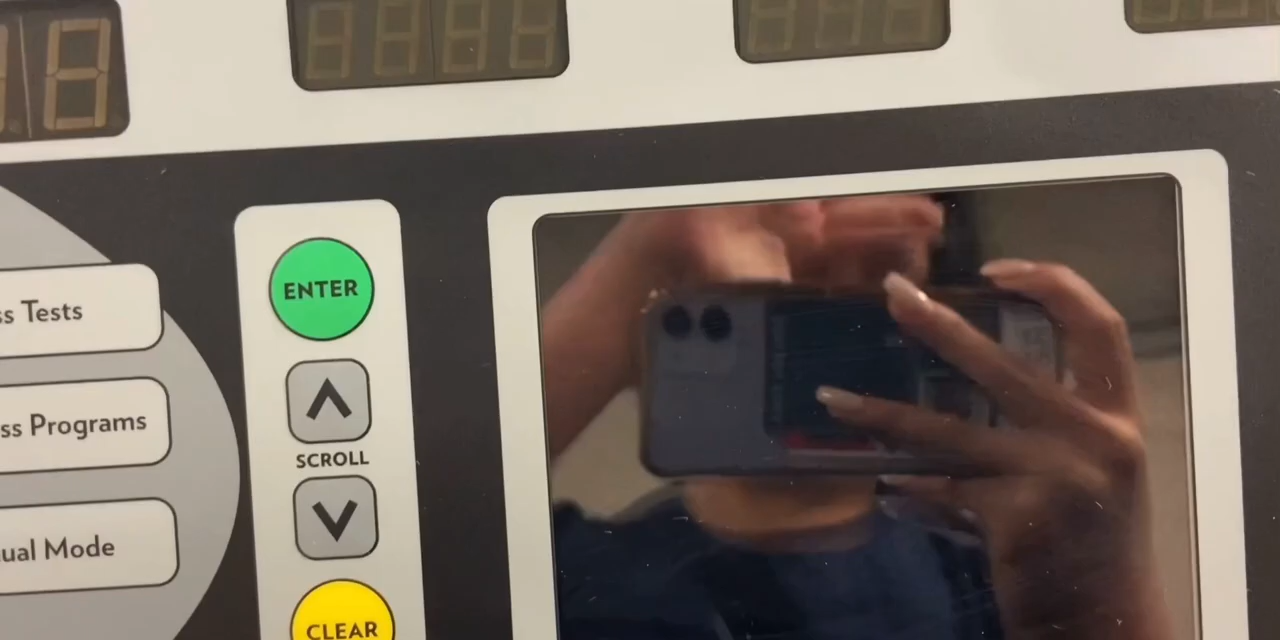 ENTER
ss Tests
ss Programs
SCROLL
ual Mode
CLEAR